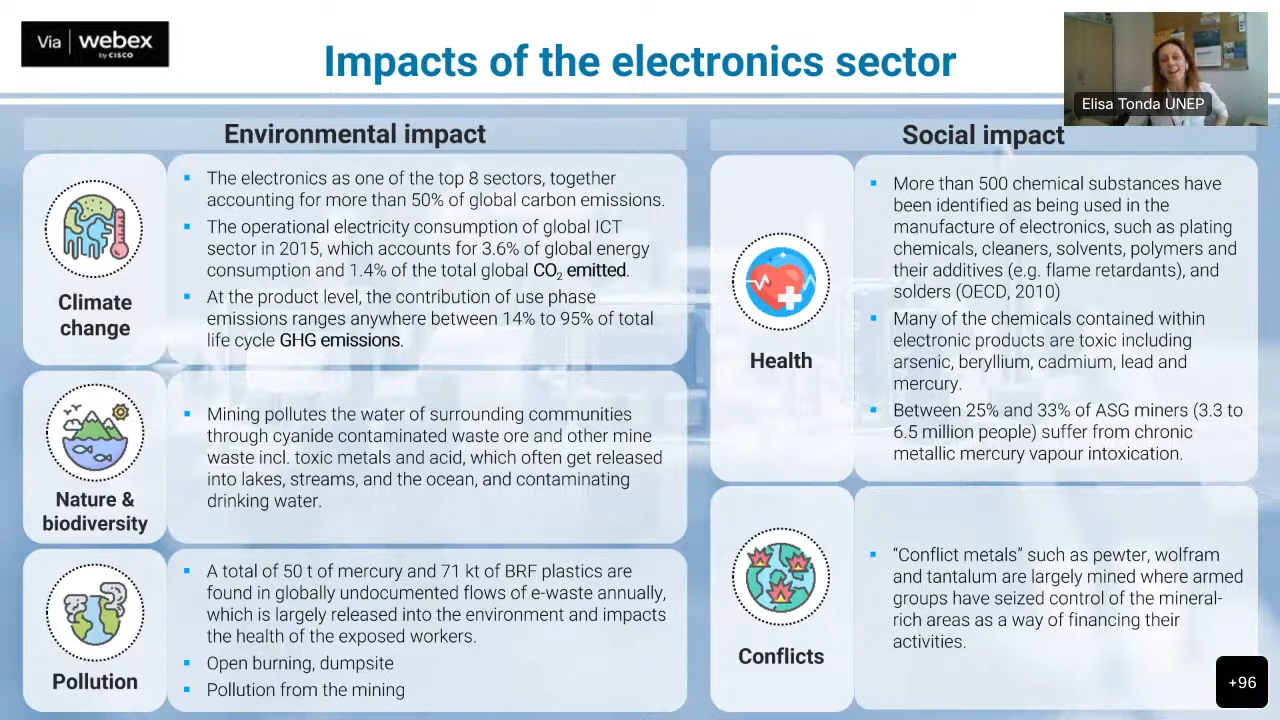 Via | webex
by CISCO
Impacts of the electronics sector
Elisa Tonda UNEP
Environmental impact
Climate
change
▪ The electronics as one of the top 8 sectors, together
accounting for more than 50% of global carbon emissions.
▪ The operational electricity consumption of global ICT
sector in 2015, which accounts for 3.6% of global energy
consumption and 1.4% of the total global CO₂ emitted.
▪ At the product level, the contribution of use phase
emissions ranges anywhere between 14% to 95% of total
life cycle GHG emissions.
Nature &
biodiversity
▪ Mining pollutes the water of surrounding communities
through cyanide contaminated waste ore and other mine
waste incl. toxic metals and acid, which often get released
into lakes, streams, and the ocean, and contaminating
drinking water.
Pollution
▪ A total of 50 t of mercury and 71 kt of BRF plastics are
found in globally undocumented flows of e-waste annually,
which is largely released into the environment and impacts
the health of the exposed workers.
▪ Open burning, dumpsite
▪ Pollution from the mining
Social impact
Health
▪ More than 500 chemical substances have
been identified as being used in the
manufacture of electronics, such as plating
chemicals, cleaners, solvents, polymers and
their additives (e.g. flame retardants), and
solders (OECD, 2010)
▪ Many of the chemicals contained within
electronic products are toxic including
arsenic, beryllium, cadmium, lead and
mercury.
▪ Between 25% and 33% of ASG miners (3.3 to
6.5 million people) suffer from chronic
metallic mercury vapour intoxication.
Conflicts
▪ “Conflict metals” such as pewter, wolfram
and tantalum are largely mined where armed
groups have seized control of the mineral-
rich areas as a way of financing their
activities.
+96